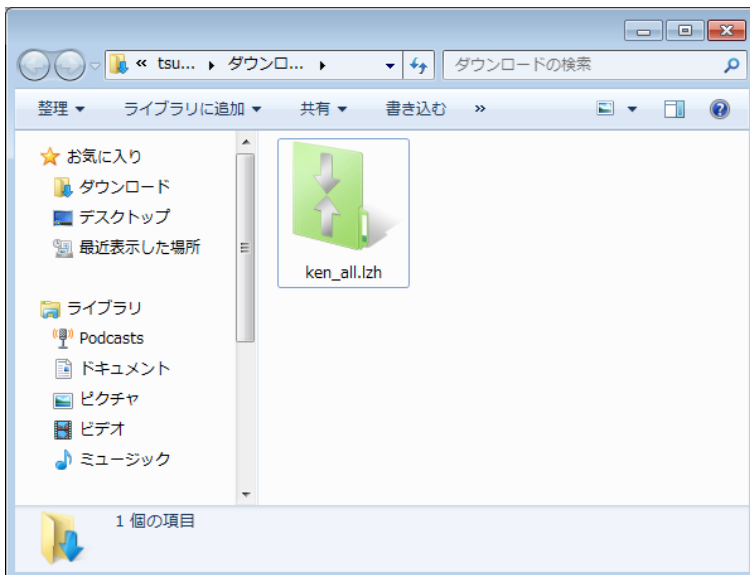 « tsu... ▸ ダウンロ... ▸
ダウンロードの検索
整理 ▼ ライブラリに追加 ▼ 共有 ▼ 書き込む »
お気に入り
ダウンロード
デスクトップ
最近表示した場所
ライブラリ
Podcasts
ドキュメント
ピクチャ
ビデオ
ミュージック
ken_all.lzh
1 個の項目